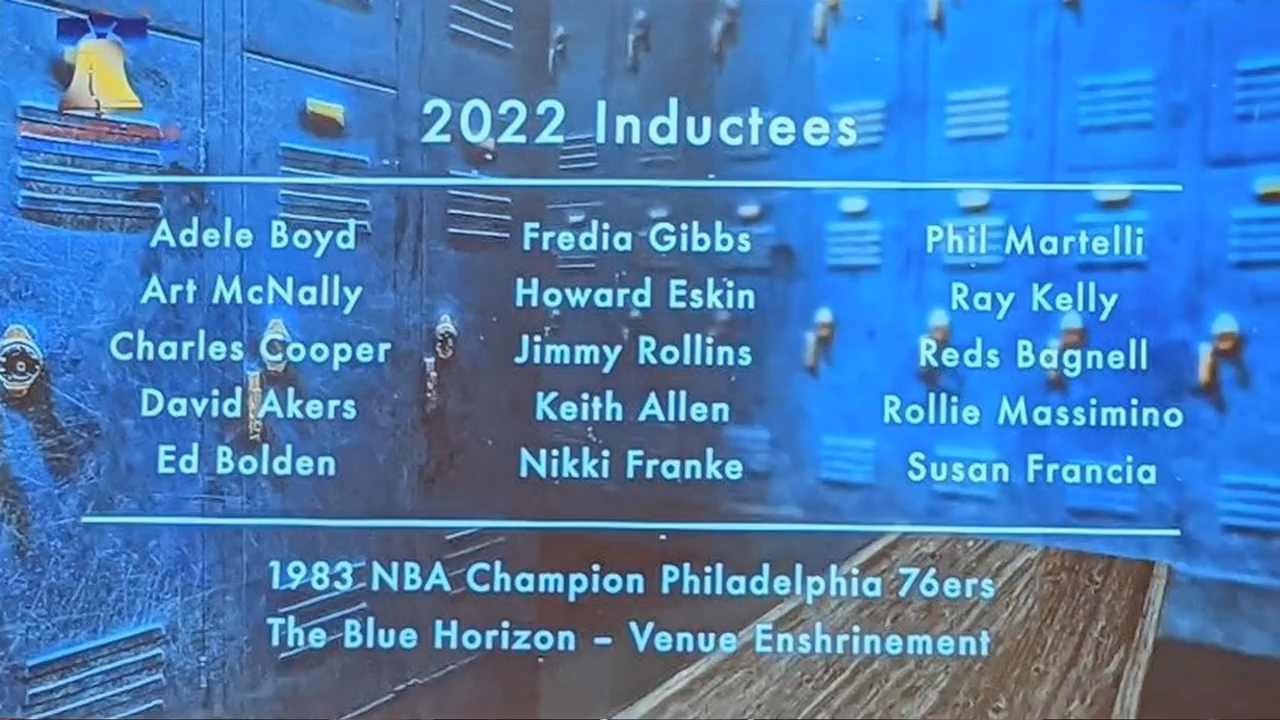 2022 Inductees
Adele Boyd
Art McNally
Charles Cooper
David Akers
Ed Bolden
Fredia Gibbs
Howard Eskin
Jimmy Rollins
Keith Allen
Nikki Franke
Phil Martelli
Ray Kelly
Reds Bagnell
Rollie Massimino
Susan Francia
1983 NBA Champion Philadelphia 76ers
The Blue Horizon – Venue Enshrinement